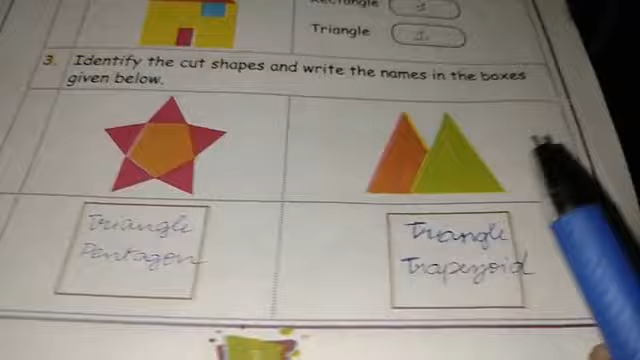 Rectangle
Triangle
3. Identify the cut shapes and write the names in the boxes
given below.
Triangle
Pentagon
Triangle
Trapezoid